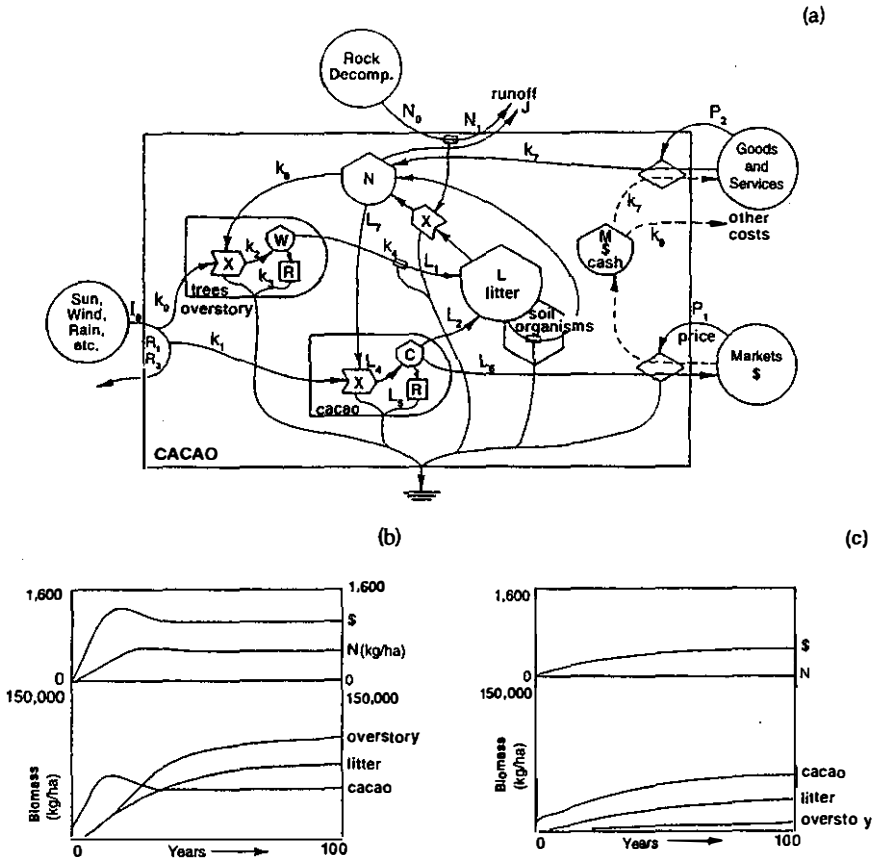 (a)
Rock
Decomp.
runoff
J
N₀
N₁
P₂
Goods
and
Services
k₇
k₈
N
k₇
other
costs
k₉
M
$
cash
X
L₇
k₂
W
k₄
L₁
L
litter
X
k₃
R
trees
overstory
Sun,
Wind,
Rain,
etc.
I₀
k₀
soil
organisms
L₂
P₁
price
R₁
R₂
k₁
L₄
C
L₆
Markets
$
X
L₅
R
cacao
CACAO
(b)
(c)
1,600
1,600
$
N(kg/ha)
0
0
150,000
150,000
overstory
litter
cacao
Biomass
(kg/ha)
0
Years
100
1,600
$
0
N
150,000
cacao
litter
overstory
Biomass
(kg/ha)
0
Years
100